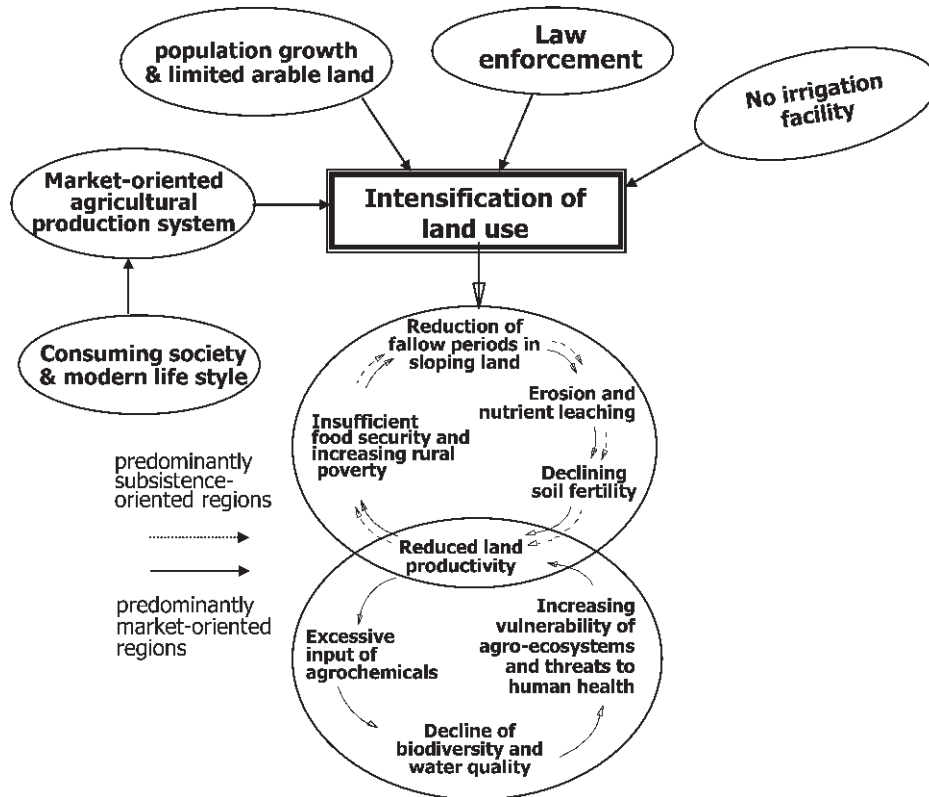 population growth
& limited arable land
Law
enforcement
No irrigation
facility
Market-oriented
agricultural
production system
Intensification of
land use
Consuming society
& modern life style
Reduction of
fallow periods in
sloping land
Erosion and
nutrient leaching
Insufficient
food security and
increasing rural
poverty
Declining
soil fertility
predominantly
subsistence-
oriented regions
Reduced land
productivity
predominantly
market-oriented
regions
Excessive
input of
agrochemicals
Increasing
vulnerability of
agro-ecosystems
and threats to
human health
Decline of
biodiversity and
water quality